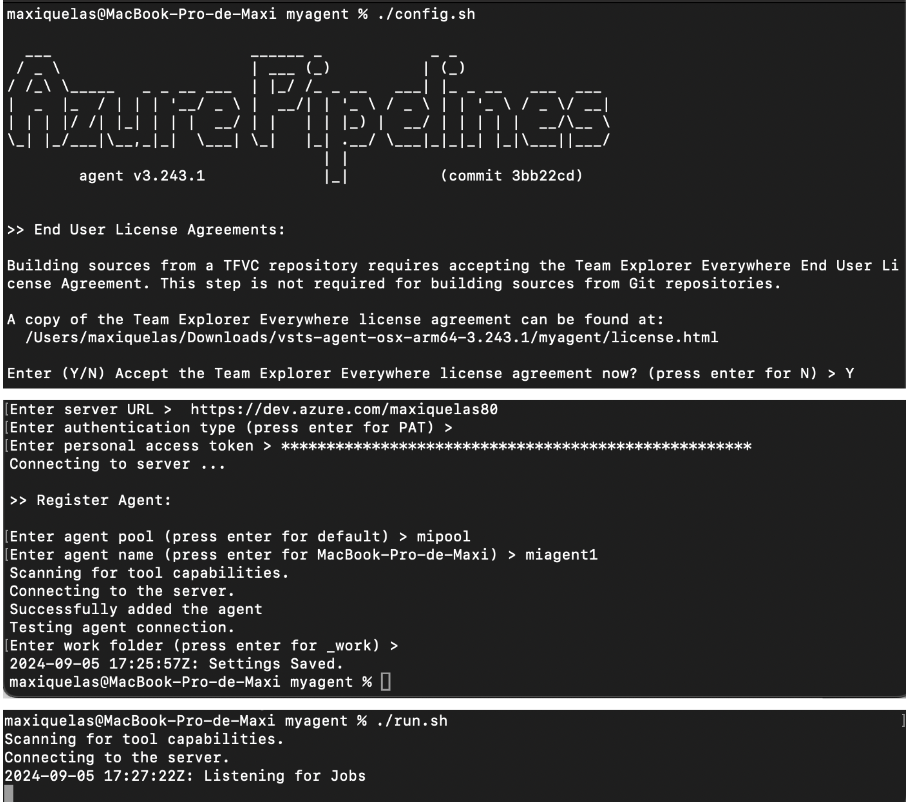 maxiquelas@MacBook-Pro-de-Maxi myagent % ./config.sh
AzurePipelines
agent v3.243.1 (commit 3bb22cd)
>> End User License Agreements:
Building sources from a TFVC repository requires accepting the Team Explorer Everywhere End User Li
cense Agreement. This step is not required for building sources from Git repositories.
A copy of the Team Explorer Everywhere license agreement can be found at:
/Users/maxiquelas/Downloads/vsts-agent-osx-arm64-3.243.1/myagent/license.html
Enter (Y/N) Accept the Team Explorer Everywhere license agreement now? (press enter for N) > Y
[Enter server URL > https://dev.azure.com/maxiquelas80
[Enter authentication type (press enter for PAT) >
[Enter personal access token > ****************************************************
Connecting to server ...
>> Register Agent:
[Enter agent pool (press enter for default) > mipool
[Enter agent name (press enter for MacBook-Pro-de-Maxi) > miagent1
Scanning for tool capabilities.
Connecting to the server.
Successfully added the agent
Testing agent connection.
[Enter work folder (press enter for _work) >
2024-09-05 17:25:57Z: Settings Saved.
maxiquelas@MacBook-Pro-de-Maxi myagent %
maxiquelas@MacBook-Pro-de-Maxi myagent % ./run.sh ]
Scanning for tool capabilities.
Connecting to the server.
2024-09-05 17:27:22Z: Listening for Jobs